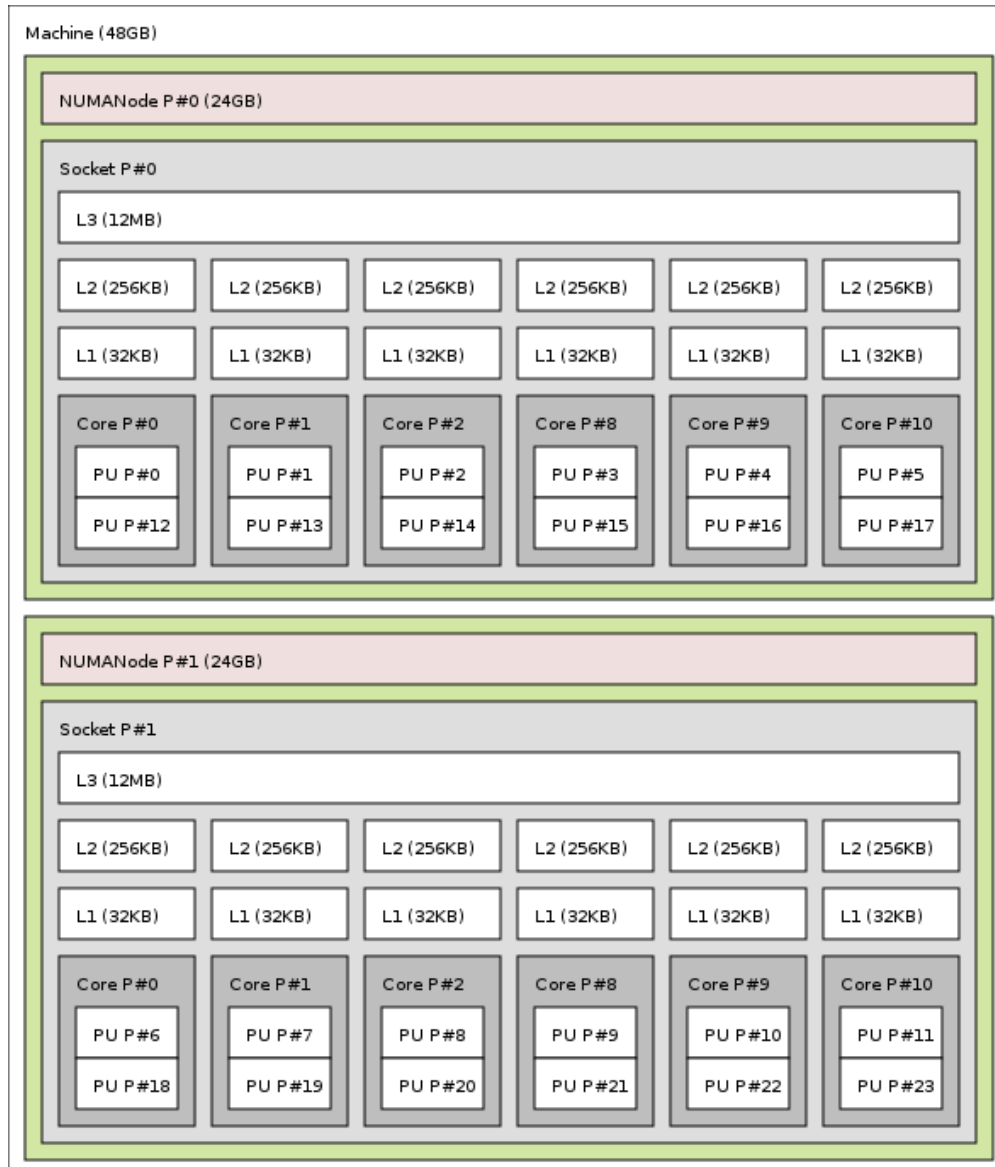 Machine (48GB)
NUMANode P#0 (24GB)
Socket P#0
L3 (12MB)
L2 (256KB) L2 (256KB) L2 (256KB) L2 (256KB) L2 (256KB) L2 (256KB)
L1 (32KB) L1 (32KB) L1 (32KB) L1 (32KB) L1 (32KB) L1 (32KB)
Core P#0 Core P#1 Core P#2 Core P#8 Core P#9 Core P#10
PU P#0 PU P#1 PU P#2 PU P#3 PU P#4 PU P#5
PU P#12 PU P#13 PU P#14 PU P#15 PU P#16 PU P#17
NUMANode P#1 (24GB)
Socket P#1
L3 (12MB)
L2 (256KB) L2 (256KB) L2 (256KB) L2 (256KB) L2 (256KB) L2 (256KB)
L1 (32KB) L1 (32KB) L1 (32KB) L1 (32KB) L1 (32KB) L1 (32KB)
Core P#0 Core P#1 Core P#2 Core P#8 Core P#9 Core P#10
PU P#6 PU P#7 PU P#8 PU P#9 PU P#10 PU P#11
PU P#18 PU P#19 PU P#20 PU P#21 PU P#22 PU P#23